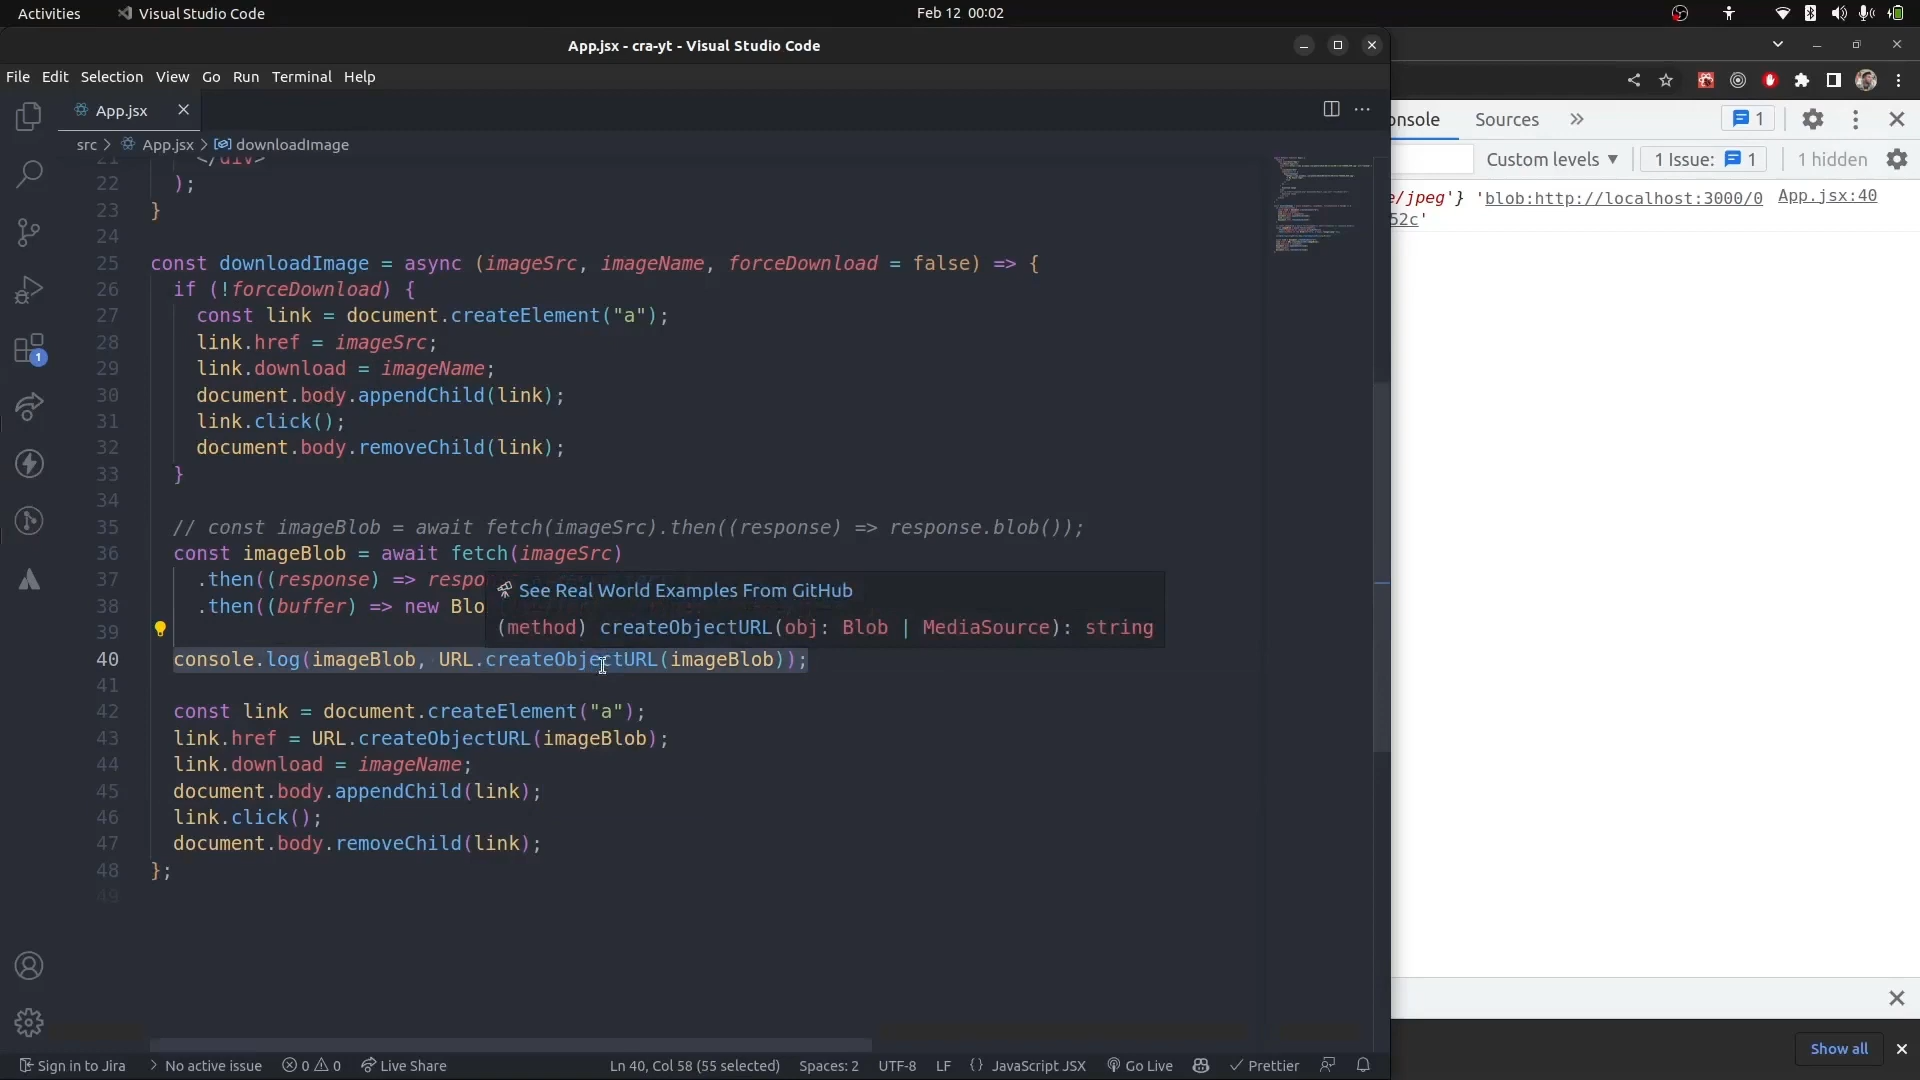 Activities
Visual Studio Code
Feb 12 00:02
App.jsx - cra-yt - Visual Studio Code
File Edit Selection View Go Run Terminal Help
App.jsx
src > App.jsx > downloadImage
21 </div>
22 );
23 }
24
25 const downloadImage = async (imageSrc, imageName, forceDownload = false) => {
26 if (!forceDownload) {
27 const link = document.createElement("a");
28 link.href = imageSrc;
29 link.download = imageName;
30 document.body.appendChild(link);
31 link.click();
32 document.body.removeChild(link);
33 }
34
35 // const imageBlob = await fetch(imageSrc).then((response) => response.blob());
36 const imageBlob = await fetch(imageSrc)
37 .then((response) => respo
38 .then((buffer) => new Blo
See Real World Examples From GitHub
(method) createObjectURL(obj: Blob | MediaSource): string
39
40 console.log(imageBlob, URL.createObjectURL(imageBlob));
41
42 const link = document.createElement("a");
43 link.href = URL.createObjectURL(imageBlob);
44 link.download = imageName;
45 document.body.appendChild(link);
46 link.click();
47 document.body.removeChild(link);
48 };
49
1
Sign in to Jira
No active issue
0 0
Live Share
Ln 40, Col 58 (55 selected)
Spaces: 2
UTF-8
LF
{} JavaScript JSX
Go Live
Prettier
onsole
Sources
1
Custom levels
1 Issue: 1
1 hidden
e/jpeg'} 'blob:http://localhost:3000/0
App.jsx:40
52c'
Show all